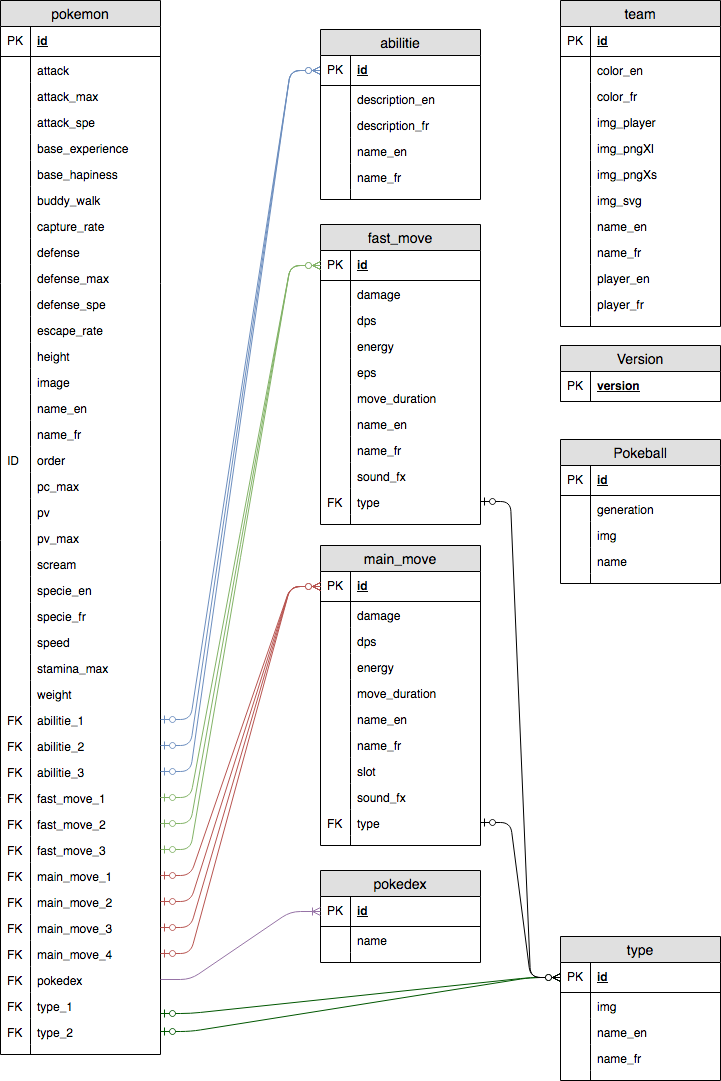 pokemon
PK id
attack
attack_max
attack_spe
base_experience
base_hapiness
buddy_walk
capture_rate
defense
defense_max
defense_spe
escape_rate
height
image
name_en
name_fr
ID order
pc_max
pv
pv_max
scream
specie_en
specie_fr
speed
stamina_max
weight
FK abilitie_1
FK abilitie_2
FK abilitie_3
FK fast_move_1
FK fast_move_2
FK fast_move_3
FK main_move_1
FK main_move_2
FK main_move_3
FK main_move_4
FK pokedex
FK type_1
FK type_2
abilitie
PK id
description_en
description_fr
name_en
name_fr
fast_move
PK id
damage
dps
energy
eps
move_duration
name_en
name_fr
sound_fx
FK type
main_move
PK id
damage
dps
energy
move_duration
name_en
name_fr
slot
sound_fx
FK type
pokedex
PK id
name
team
PK id
color_en
color_fr
img_player
img_pngXl
img_pngXs
img_svg
name_en
name_fr
player_en
player_fr
Version
PK version
Pokeball
PK id
generation
img
name
type
PK id
img
name_en
name_fr